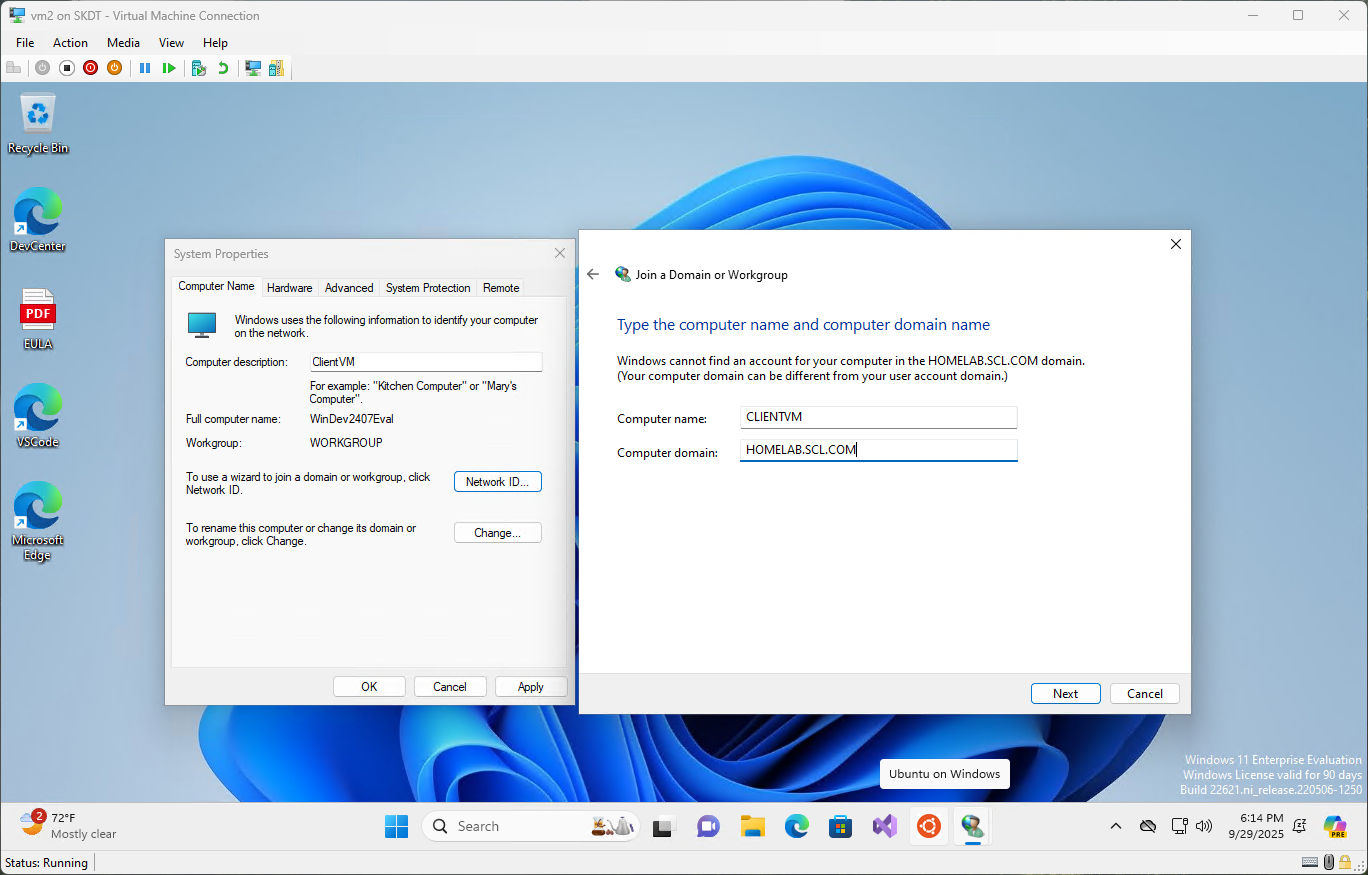 vm2 on SKDT - Virtual Machine Connection
File Action Media View Help
Recycle Bin
DevCenter
PDF
EULA
VSCode
Microsoft
Edge
System Properties
Computer Name Hardware Advanced System Protection Remote
Windows uses the following information to identify your computer
on the network.
Computer description: ClientVM
For example: "Kitchen Computer" or "Mary's
Computer".
Full computer name: WinDev2407Eval
Workgroup: WORKGROUP
To use a wizard to join a domain or workgroup, click
Network ID.
Network ID...
To rename this computer or change its domain or
workgroup, click Change.
Change...
OK Cancel Apply
Join a Domain or Workgroup
Type the computer name and computer domain name
Windows cannot find an account for your computer in the HOMELAB.SCL.COM domain.
(Your computer domain can be different from your user account domain.)
Computer name: CLIENTVM
Computer domain: HOMELAB.SCL.COM
Next Cancel
Windows 11 Enterprise Evaluation
Windows License valid for 90 days
Build 22621.ni_release.220506-1250
Ubuntu on Windows
2
72°F
Mostly clear
Search
6:14 PM
9/29/2025
PRE
Status: Running